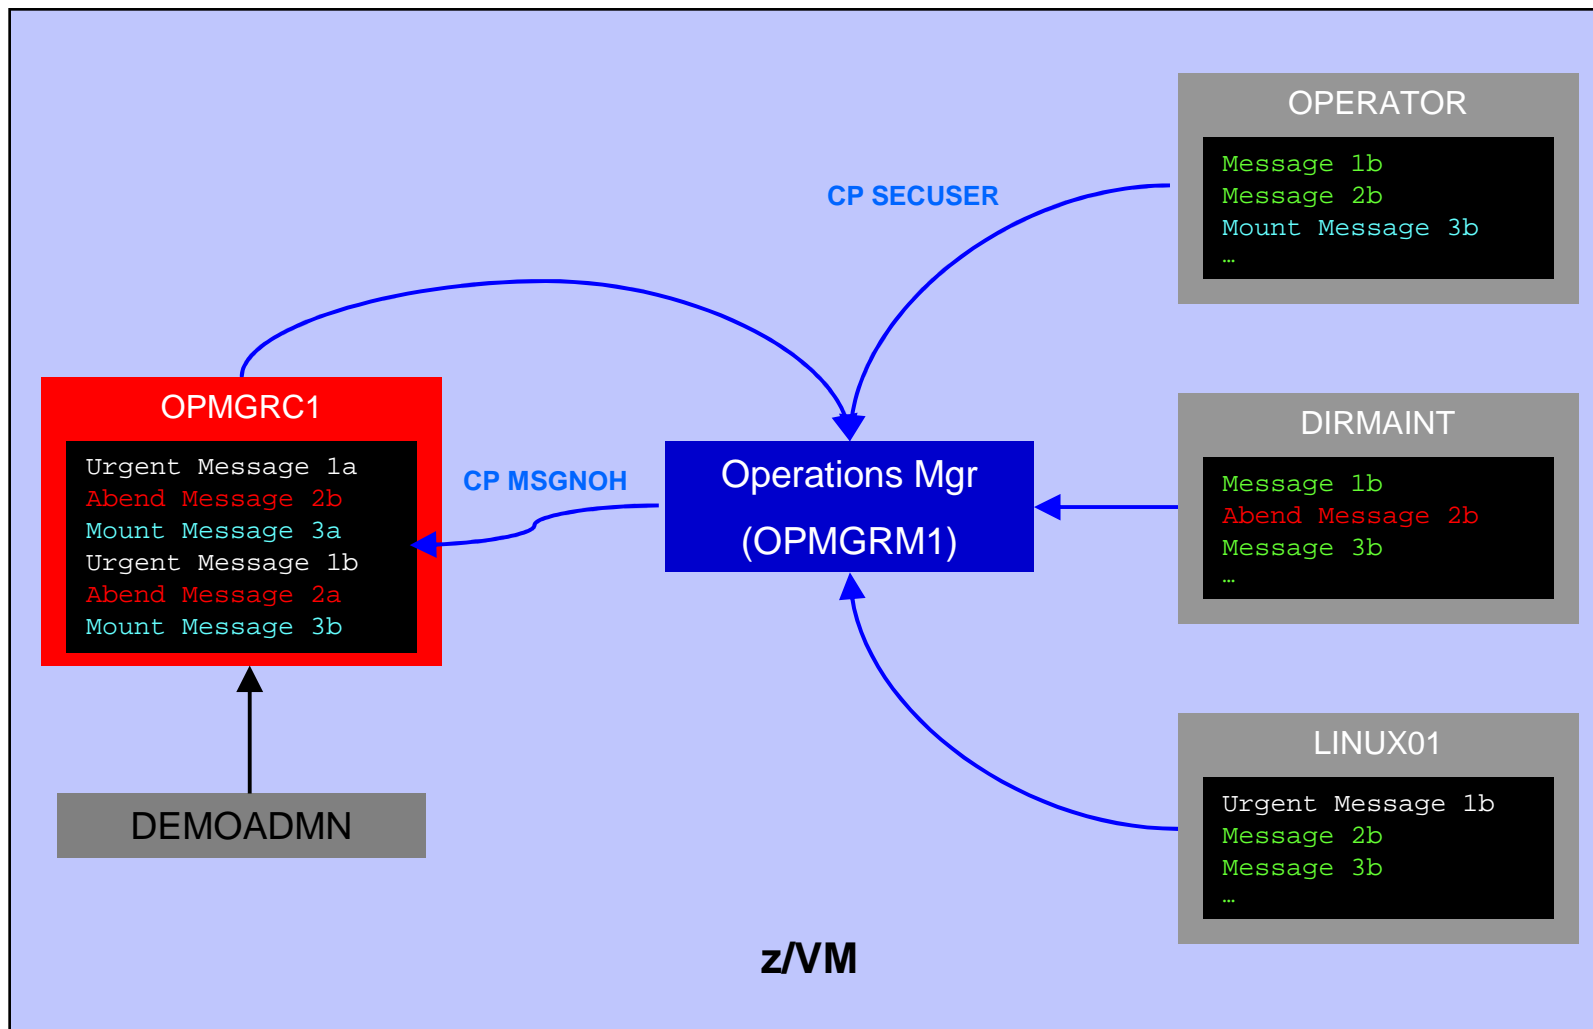 OPERATOR
Message 1b
Message 2b
Mount Message 3b
…
CP SECUSER
OPMGRC1
Urgent Message 1a
Abend Message 2b
Mount Message 3a
Urgent Message 1b
Abend Message 2a
Mount Message 3b
CP MSGNOH
Operations Mgr
(OPMGRM1)
DIRMAINT
Message 1b
Abend Message 2b
Message 3b
…
DEMOADMN
LINUX01
Urgent Message 1b
Message 2b
Message 3b
…
z/VM